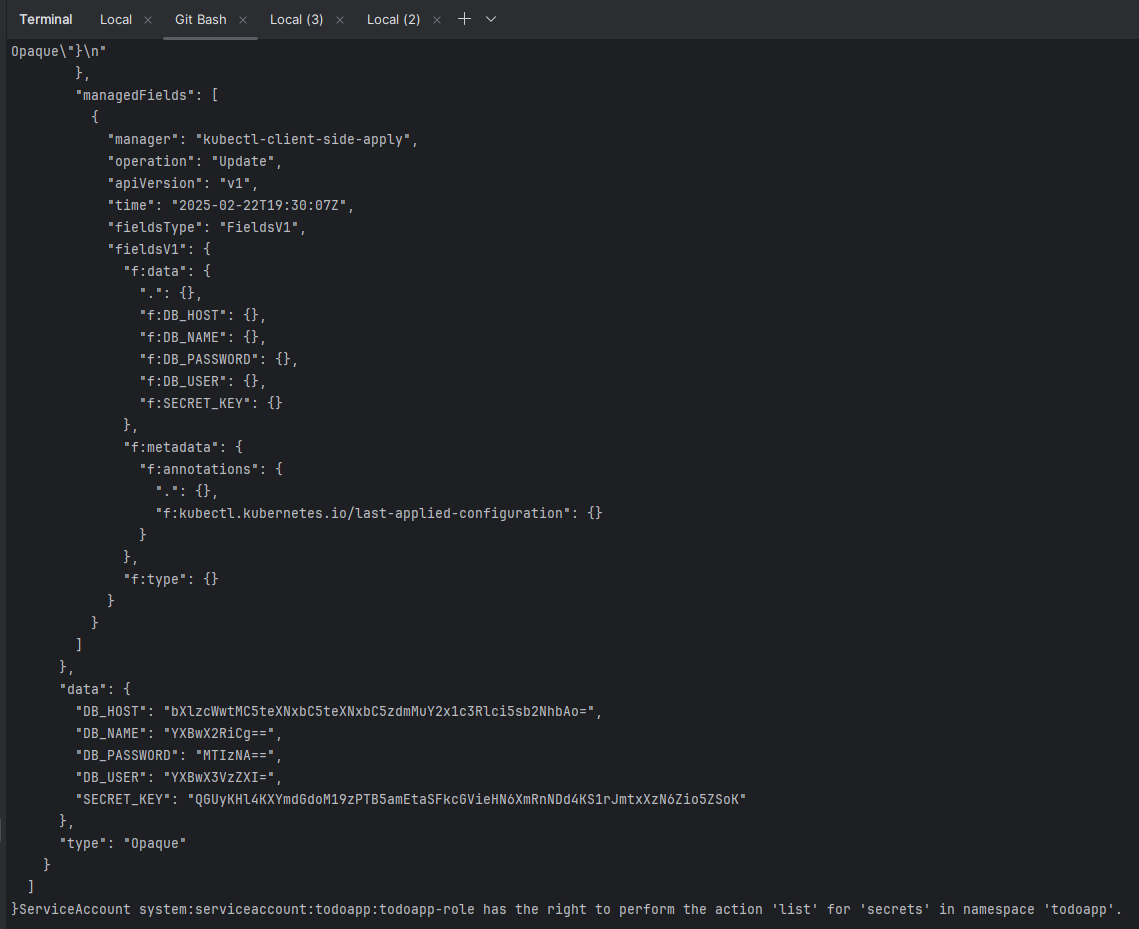 Terminal Local × Git Bash × Local (3) × Local (2) × +
Opaque\"}\n"
},
"managedFields": [
{
"manager": "kubectl-client-side-apply",
"operation": "Update",
"apiVersion": "v1",
"time": "2025-02-22T19:30:07Z",
"fieldsType": "FieldsV1",
"fieldsV1": {
"f:data": {
".": {},
"f:DB_HOST": {},
"f:DB_NAME": {},
"f:DB_PASSWORD": {},
"f:DB_USER": {},
"f:SECRET_KEY": {}
},
"f:metadata": {
"f:annotations": {
".": {},
"f:kubectl.kubernetes.io/last-applied-configuration": {}
}
},
"f:type": {}
}
}
]
},
"data": {
"DB_HOST": "bXlzcWwtMC5teXNxbC5teXNxbC5zdmMuY2x1c3Rlci5sb2NhbAo=",
"DB_NAME": "YXBwX2RiCg==",
"DB_PASSWORD": "MTIzNA==",
"DB_USER": "YXBwX3VzZXI=",
"SECRET_KEY": "QGUyKHl4KXYmdGdoM19zPTB5amEtaSFkcGVieHN6XmRnNDd4KS1rJmtxXzN6Zio5ZSoK"
},
"type": "Opaque"
}
]
}ServiceAccount system:serviceaccount:todoapp:todoapp-role has the right to perform the action 'list' for 'secrets' in namespace 'todoapp'.